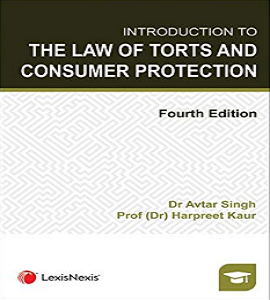 INTRODUCTION TO
THE LAW OF TORTS AND
CONSUMER PROTECTION
Fourth Edition
Dr Avtar Singh
Prof (Dr) Harpreet Kaur
LexisNexis®